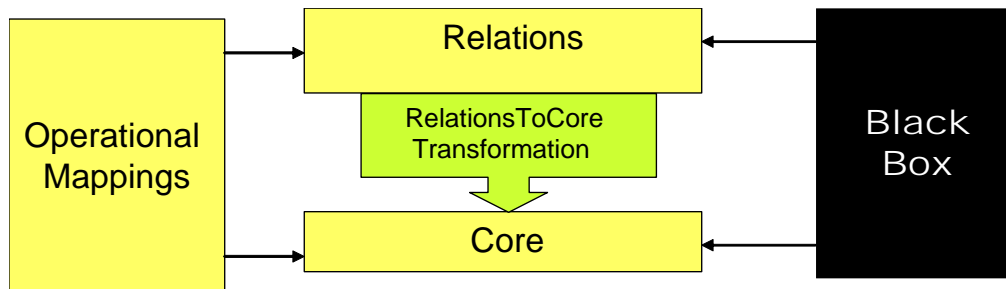 Relations
RelationsToCore
Transformation
Operational
Mappings
Black
Box
Core